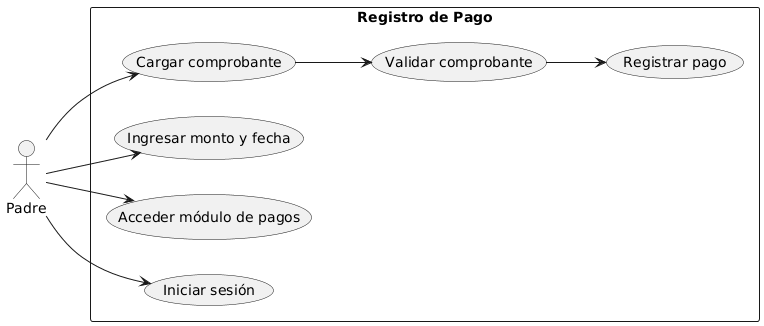 Registro de Pago
Cargar comprobante
Validar comprobante
Registrar pago
Ingresar monto y fecha
Padre
Acceder módulo de pagos
Iniciar sesión